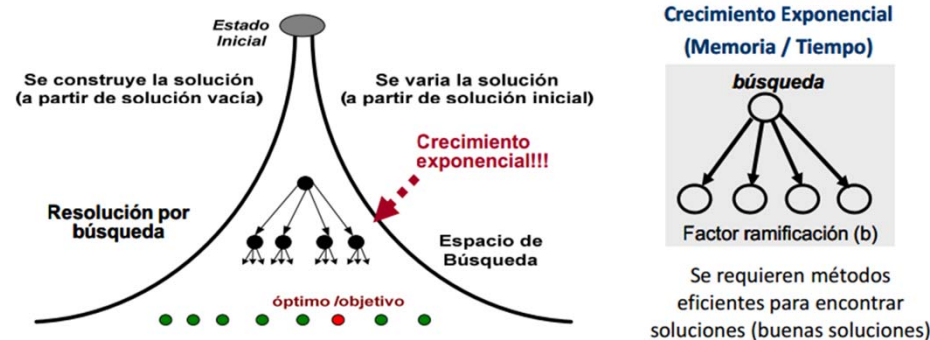 Estado
Inicial
Se construye la solución
(a partir de solución vacía)
Se varia la solución
(a partir de solución inicial)
Crecimiento
exponencial!!!
Resolución por
búsqueda
Espacio de
Búsqueda
óptimo /objetivo
Crecimiento Exponencial
(Memoria / Tiempo)
búsqueda
Factor ramificación (b)
Se requieren métodos
eficientes para encontrar
soluciones (buenas soluciones)